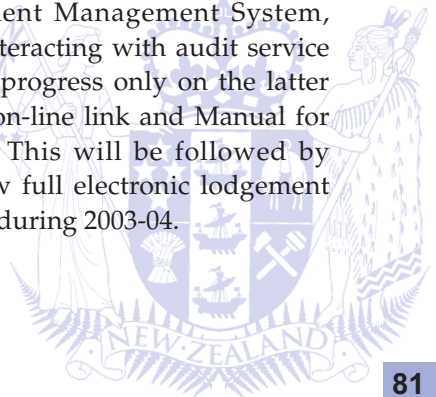 ent Management System,
teracting with audit service
progress only on the latter
on-line link and Manual for
This will be followed by
w full electronic lodgement
during 2003-04.
NEW·ZEALAND
81